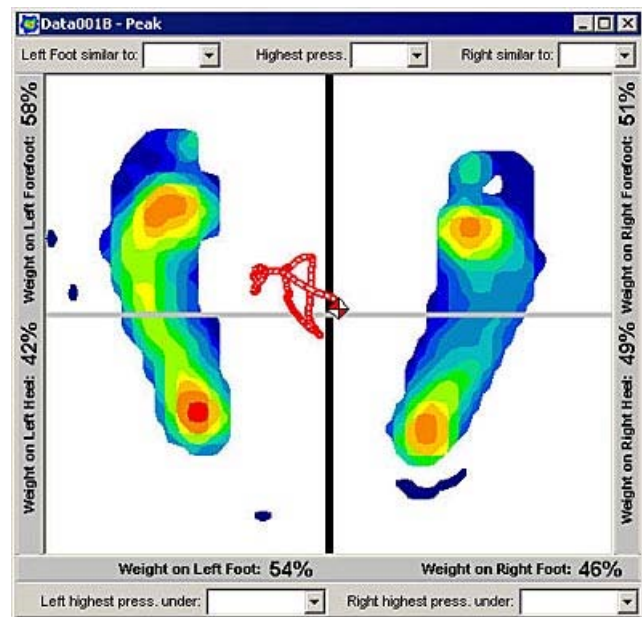 Data001B - Peak
Left Foot similar to:
Highest press.
Right similar to:
Weight on Left Forefoot: 58%
Weight on Left Heel: 42%
Weight on Right Forefoot: 51%
Weight on Right Heel: 49%
Weight on Left Foot: 54%
Weight on Right Foot: 46%
Left highest press. under:
Right highest press. under: